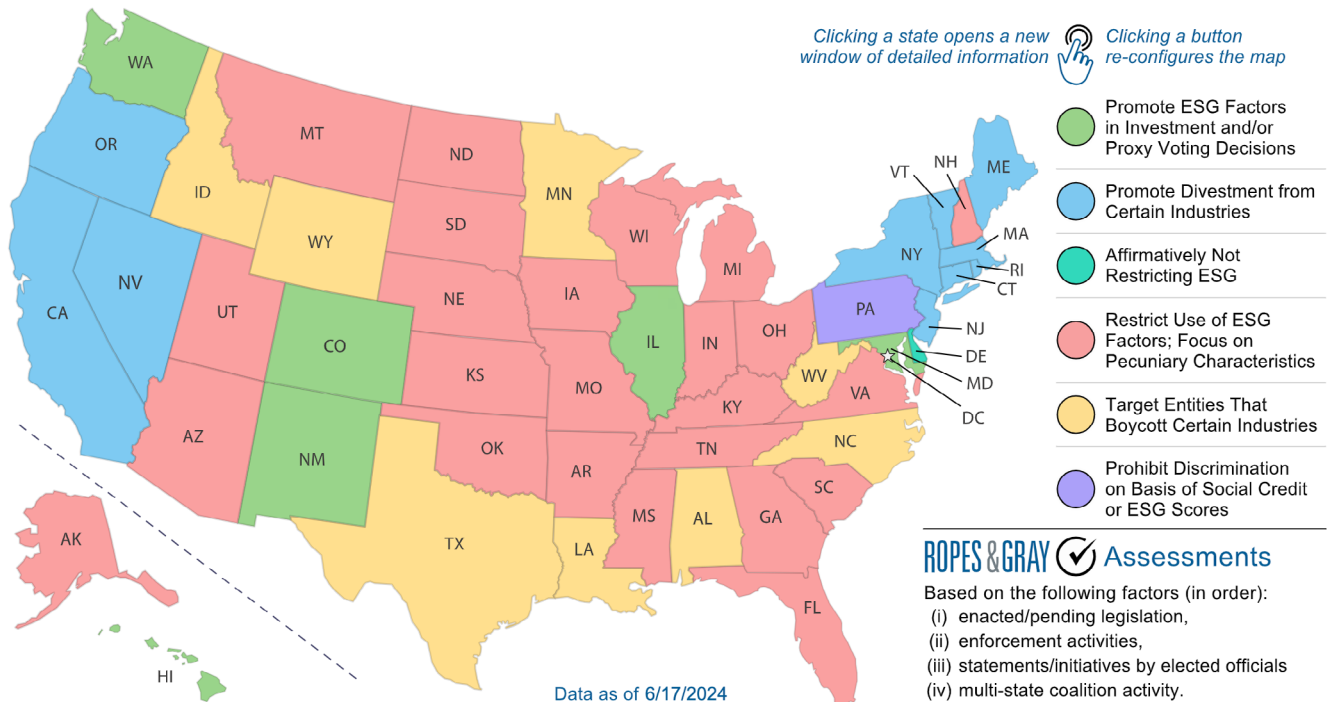 Clicking a state opens a new
window of detailed information
Clicking a button
re-configures the map
Promote ESG Factors
in Investment and/or
Proxy Voting Decisions
Promote Divestment from
Certain Industries
Affirmatively Not
Restricting ESG
Restrict Use of ESG
Factors; Focus on
Pecuniary Characteristics
Target Entities That
Boycott Certain Industries
Prohibit Discrimination
on Basis of Social Credit
or ESG Scores
ROPES & GRAY Assessments
Based on the following factors (in order):
(i) enacted/pending legislation,
(ii) enforcement activities,
(iii) statements/initiatives by elected officials
(iv) multi-state coalition activity.
WA
OR
CA
NV
ID
MT
WY
UT
CO
AZ
NM
ND
SD
NE
KS
OK
TX
MN
IA
MO
AR
LA
WI
IL
MI
IN
OH
KY
TN
MS
AL
GA
FL
SC
NC
VA
WV
PA
NY
VT
NH
ME
MA
RI
CT
NJ
DE
MD
DC
AK
HI
Data as of 6/17/2024